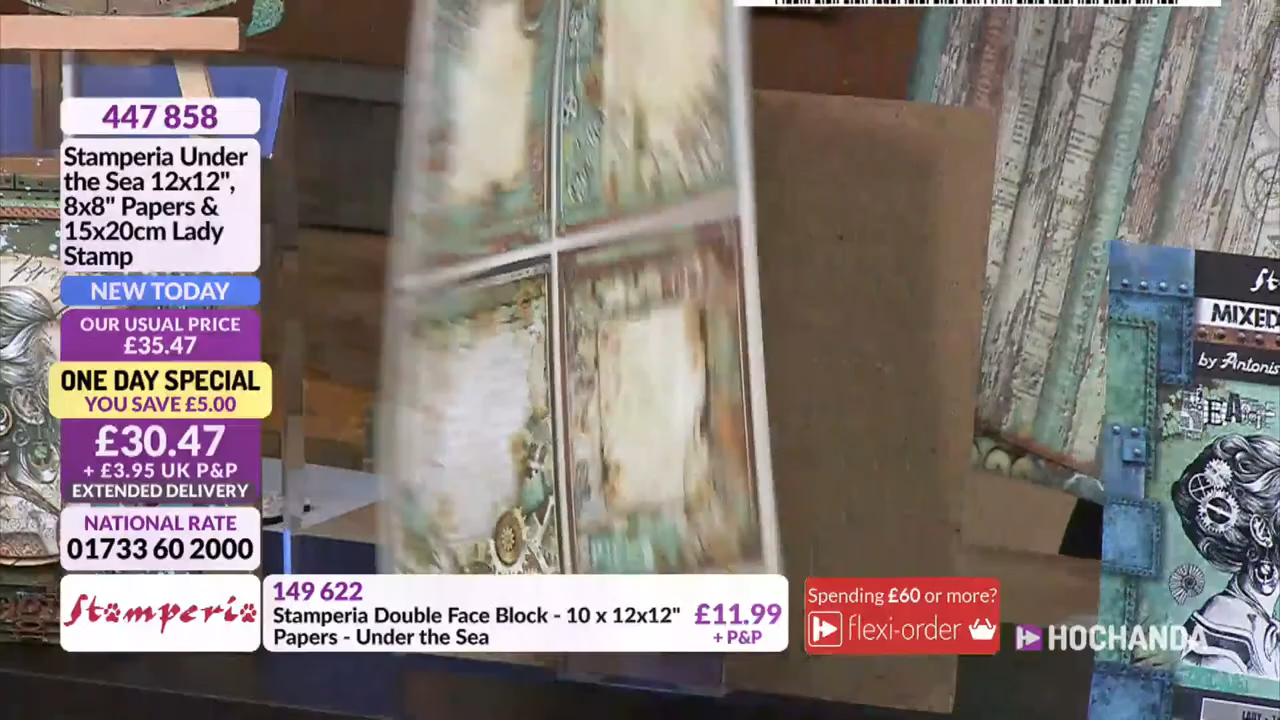 447 858
Stamperia Under
the Sea 12x12",
8x8" Papers &
15x20cm Lady
Stamp
NEW TODAY
OUR USUAL PRICE
£35.47
ONE DAY SPECIAL
YOU SAVE £5.00
£30.47
+ £3.95 UK P&P
EXTENDED DELIVERY
NATIONAL RATE
01733 60 2000
Stamperia
149 622
Stamperia Double Face Block - 10 x 12x12"
Papers - Under the Sea
£11.99
+ P&P
Spending £60 or more?
flexi-order
HOCHANDA
St
MIXED
by Antonis